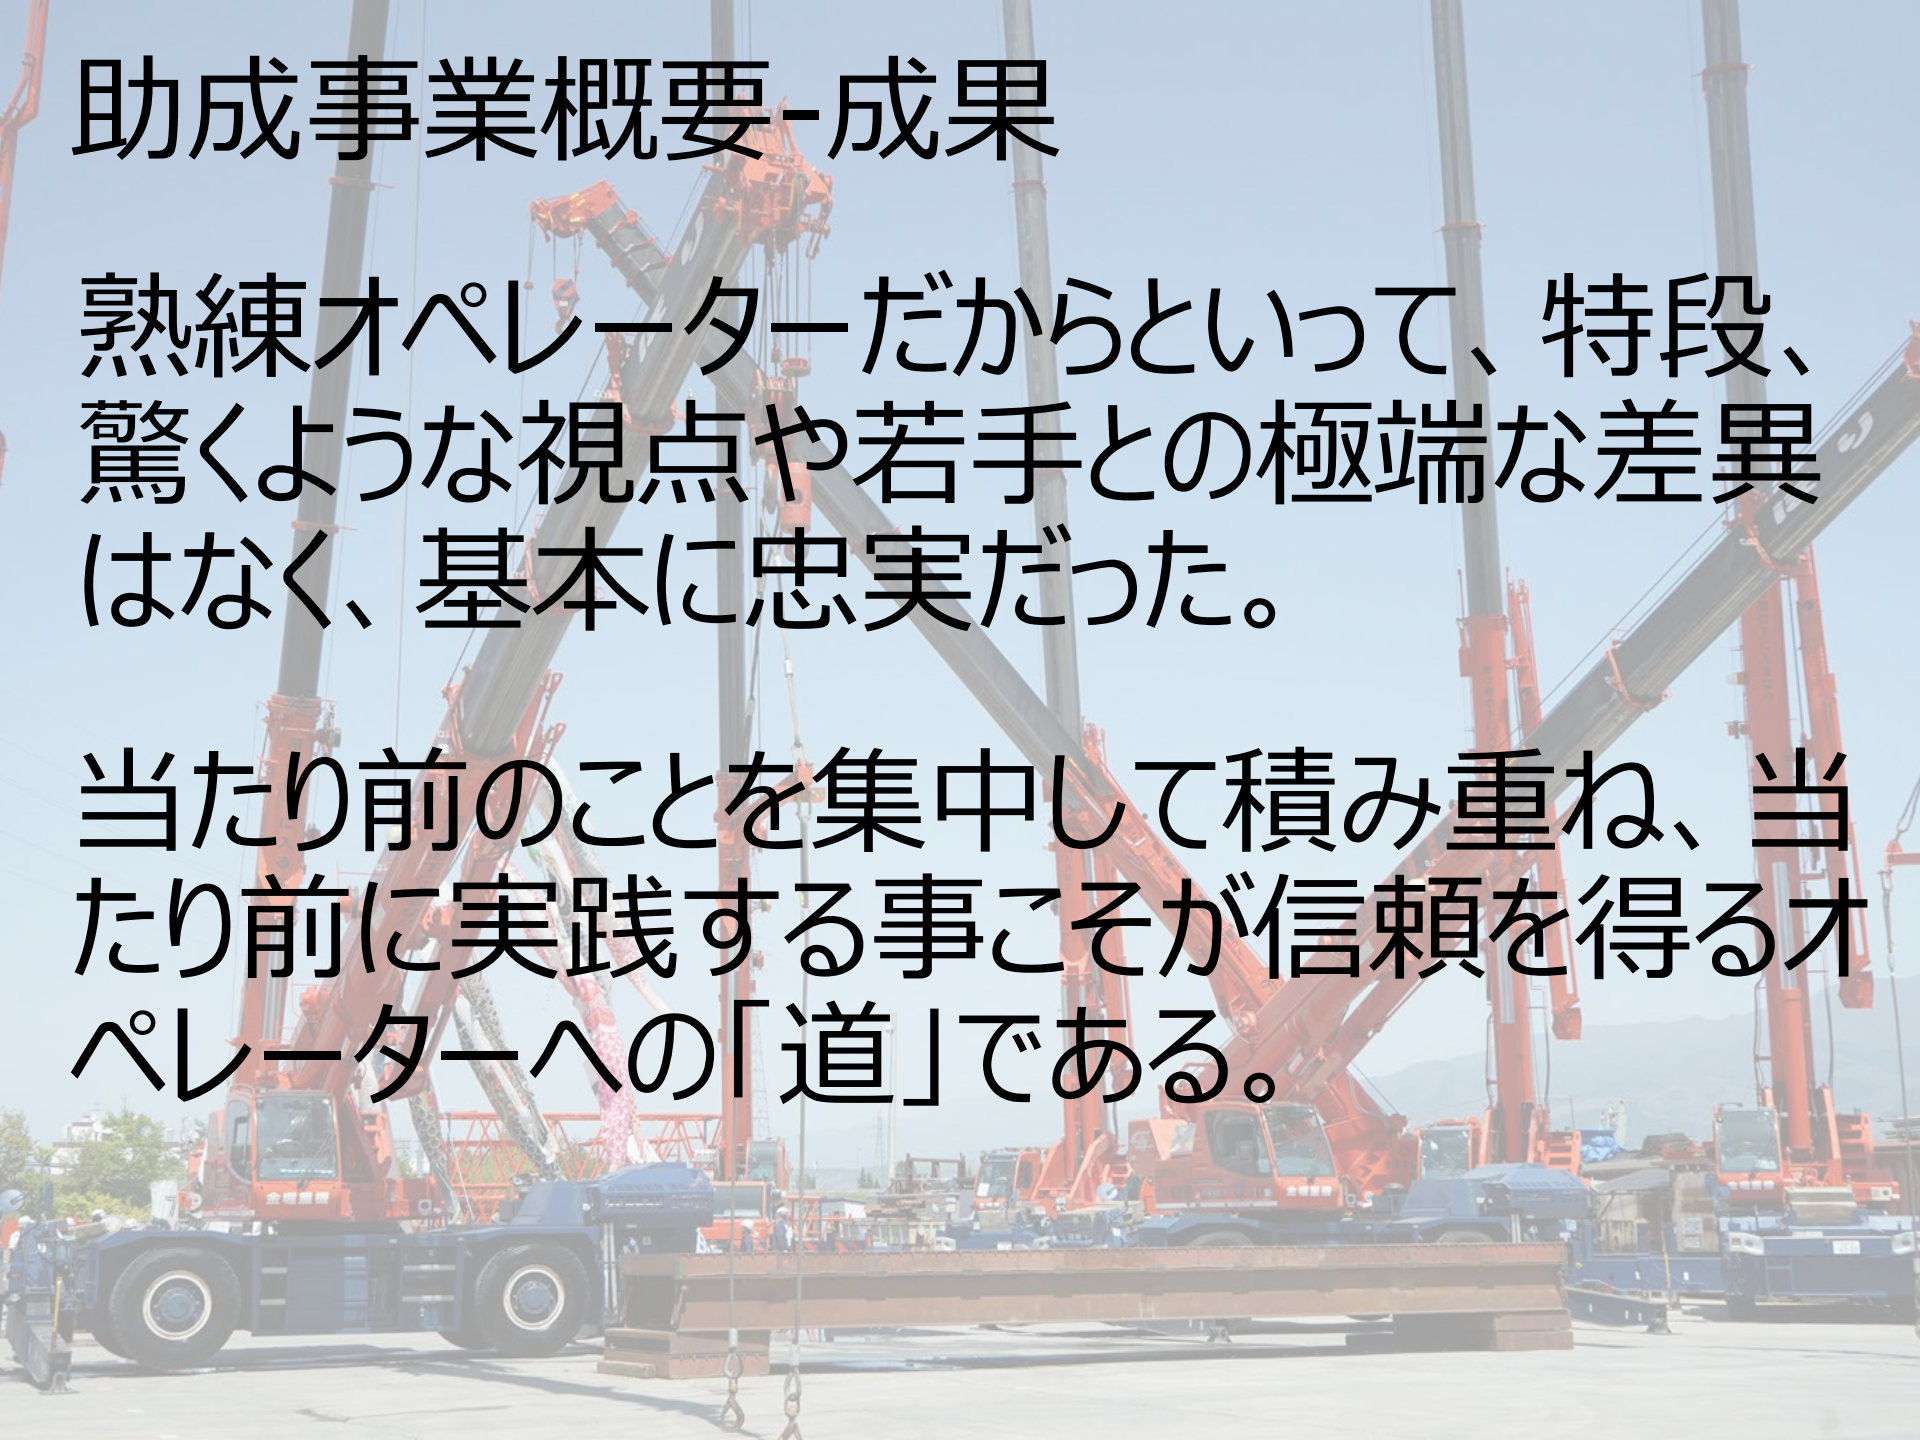 助成事業概要-成果
熟練オペレーターだからといって、特段、
驚くような視点や若手との極端な差異
はなく、基本に忠実だった。
当たり前のことを集中して積み重ね、当
たり前に実践する事こそが信頼を得るオ
ペレーターへの「道」である。